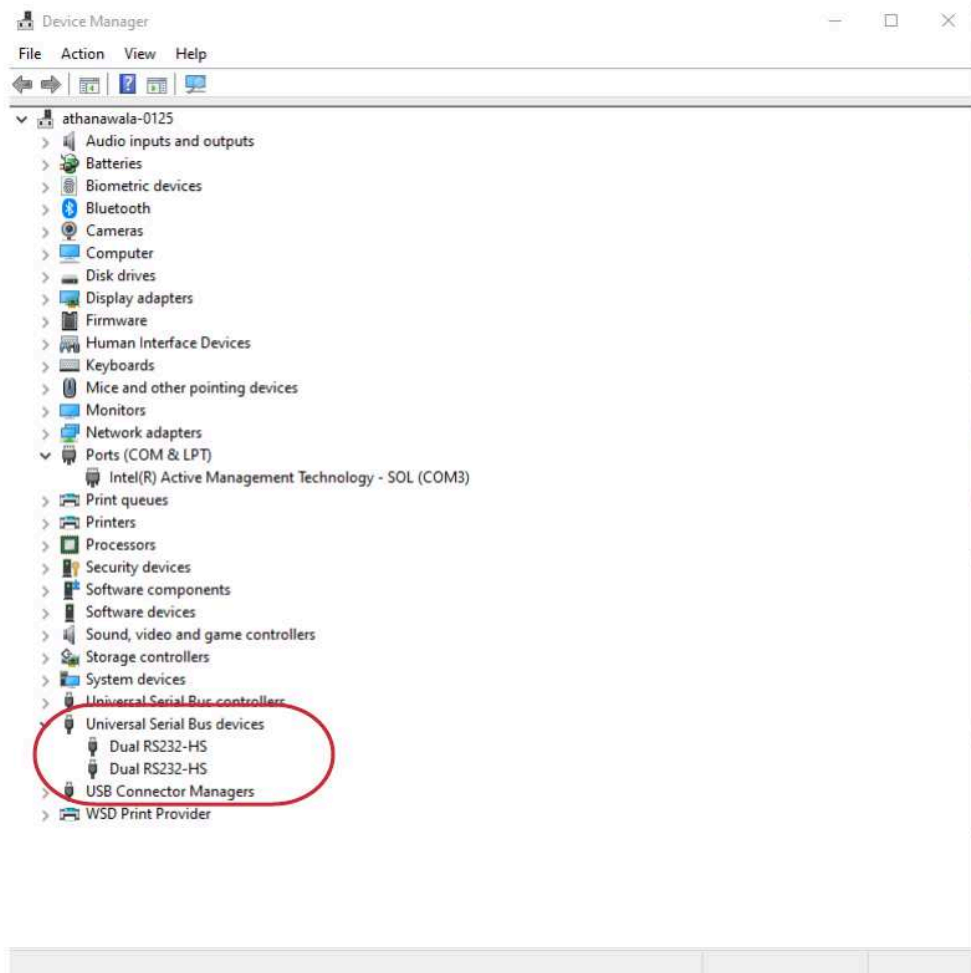 Device Manager
File Action View Help
athanawala-0125
Audio inputs and outputs
Batteries
Biometric devices
Bluetooth
Cameras
Computer
Disk drives
Display adapters
Firmware
Human Interface Devices
Keyboards
Mice and other pointing devices
Monitors
Network adapters
Ports (COM & LPT)
Intel(R) Active Management Technology - SOL (COM3)
Print queues
Printers
Processors
Security devices
Software components
Software devices
Sound, video and game controllers
Storage controllers
System devices
Universal Serial Bus controllers
Universal Serial Bus devices
Dual RS232-HS
Dual RS232-HS
USB Connector Managers
WSD Print Provider